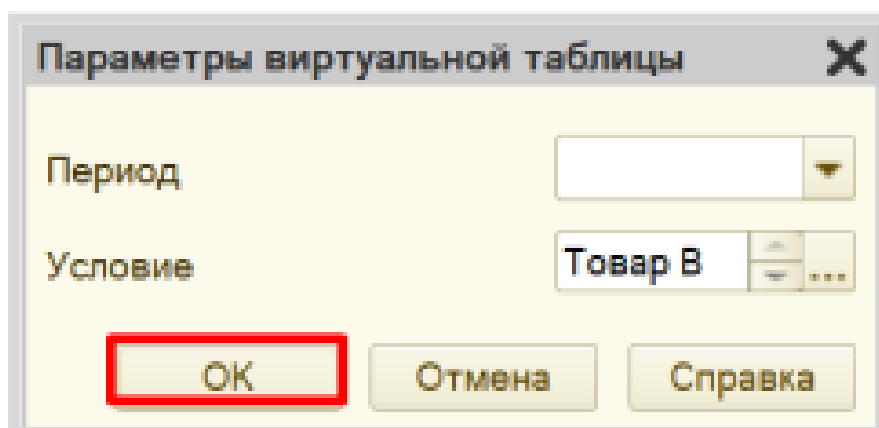 Параметры виртуальной таблицы
Период
Условие Товар В ...
ОК Отмена Справка